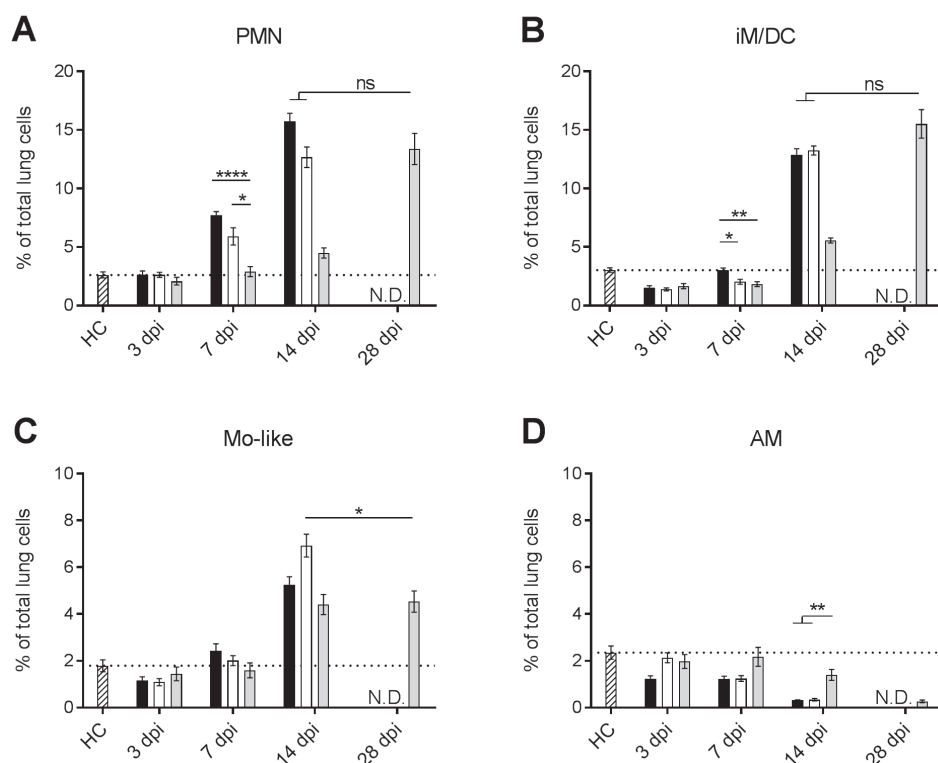 A
PMN
% of total lung cells
20
15
10
5
0
ns
****
*
N.D.
HC
3 dpi
7 dpi
14 dpi
28 dpi
B
iM/DC
% of total lung cells
20
15
10
5
0
ns
**
*
N.D.
HC
3 dpi
7 dpi
14 dpi
28 dpi
C
Mo-like
% of total lung cells
10
8
6
4
2
0
*
N.D.
HC
3 dpi
7 dpi
14 dpi
28 dpi
D
AM
% of total lung cells
10
8
6
4
2
0
**
N.D.
HC
3 dpi
7 dpi
14 dpi
28 dpi